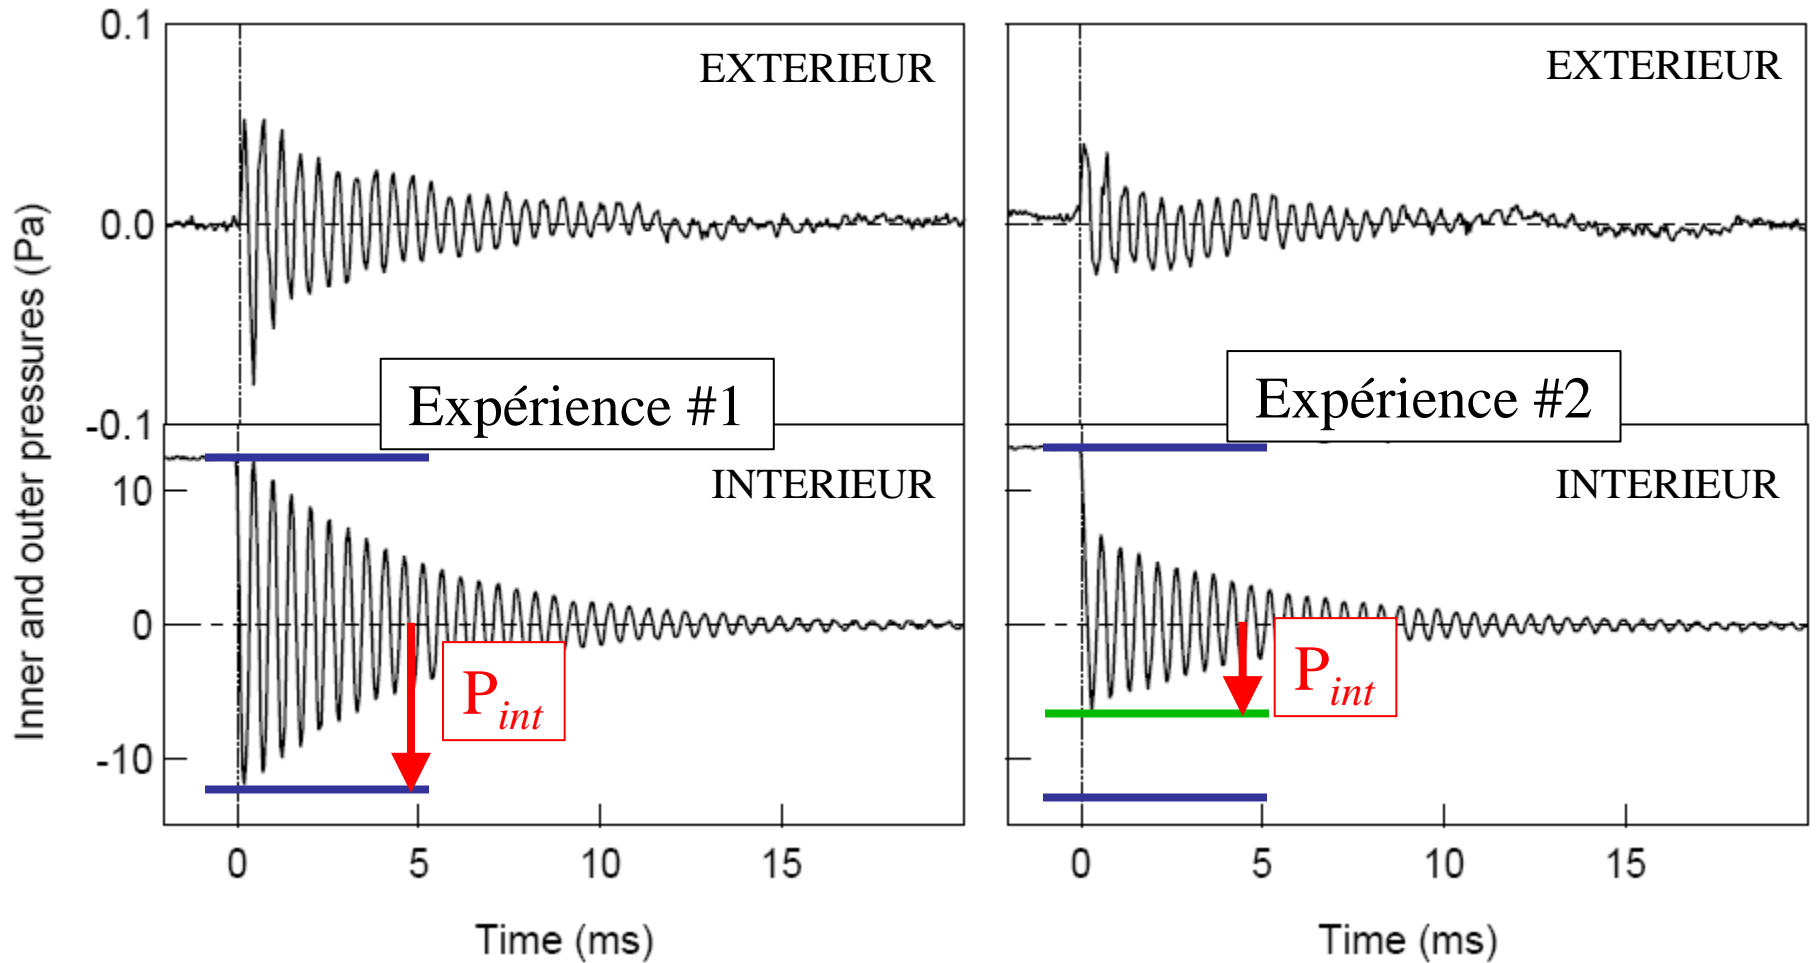 Inner and outer pressures (Pa)
0.1
0.0
-0.1
10
0
-10
EXTERIEUR
Expérience #1
INTERIEUR
P int
0 5 10 15
Time (ms)
EXTERIEUR
Expérience #2
INTERIEUR
P int
0 5 10 15
Time (ms)